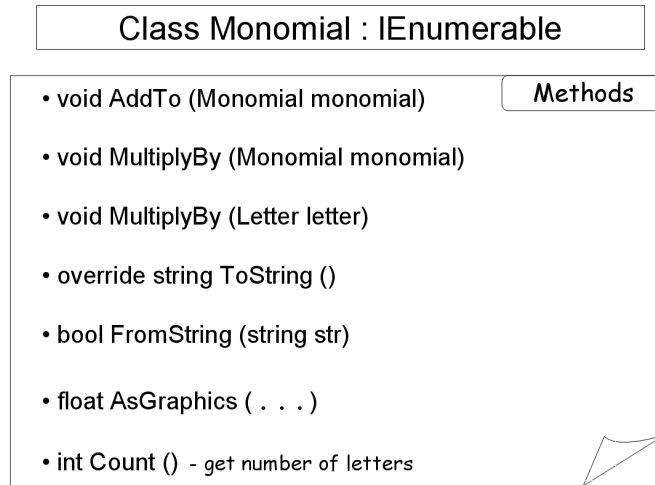 Class Monomial : IEnumerable
Methods
• void AddTo (Monomial monomial)
• void MultiplyBy (Monomial monomial)
• void MultiplyBy (Letter letter)
• override string ToString ()
• bool FromString (string str)
• float AsGraphics ( . . . )
• int Count () - get number of letters